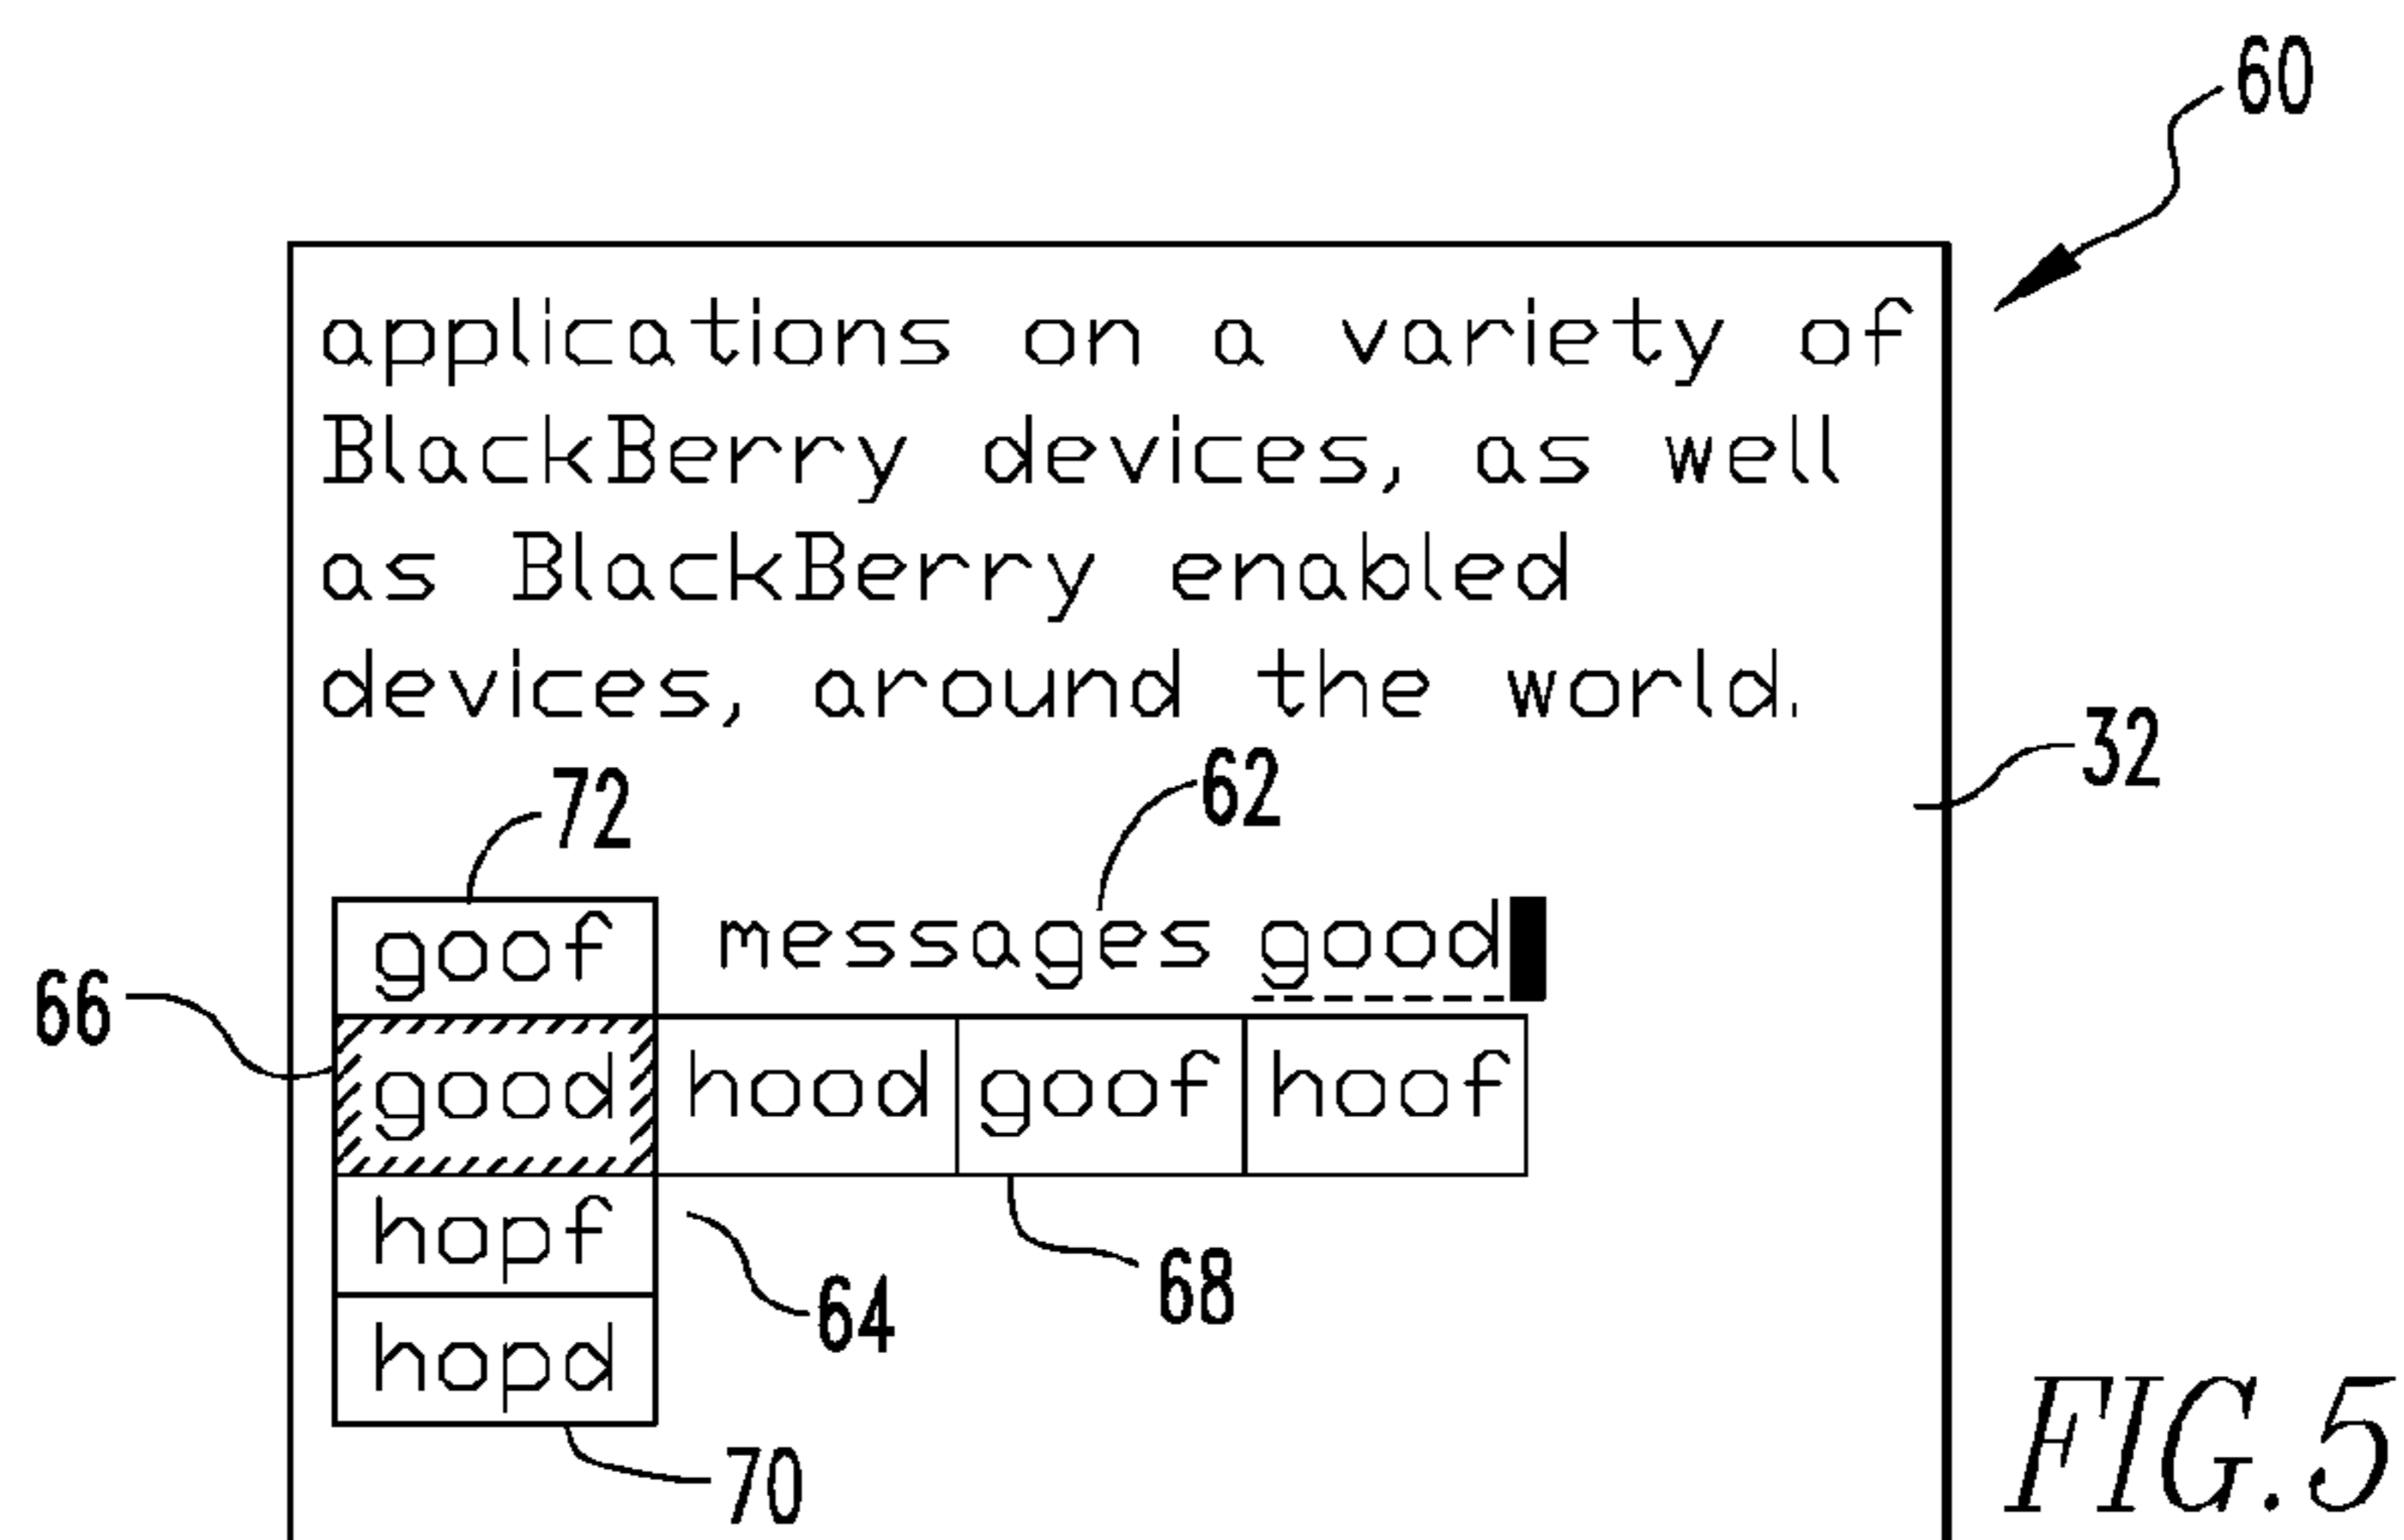 60
applications on a variety of
BlackBerry devices, as well
as BlackBerry enabled
devices, around the world.
32
72
62
goof messages good
66
good hood goof hoof
hopf
64
68
hopd
70
FIG.5